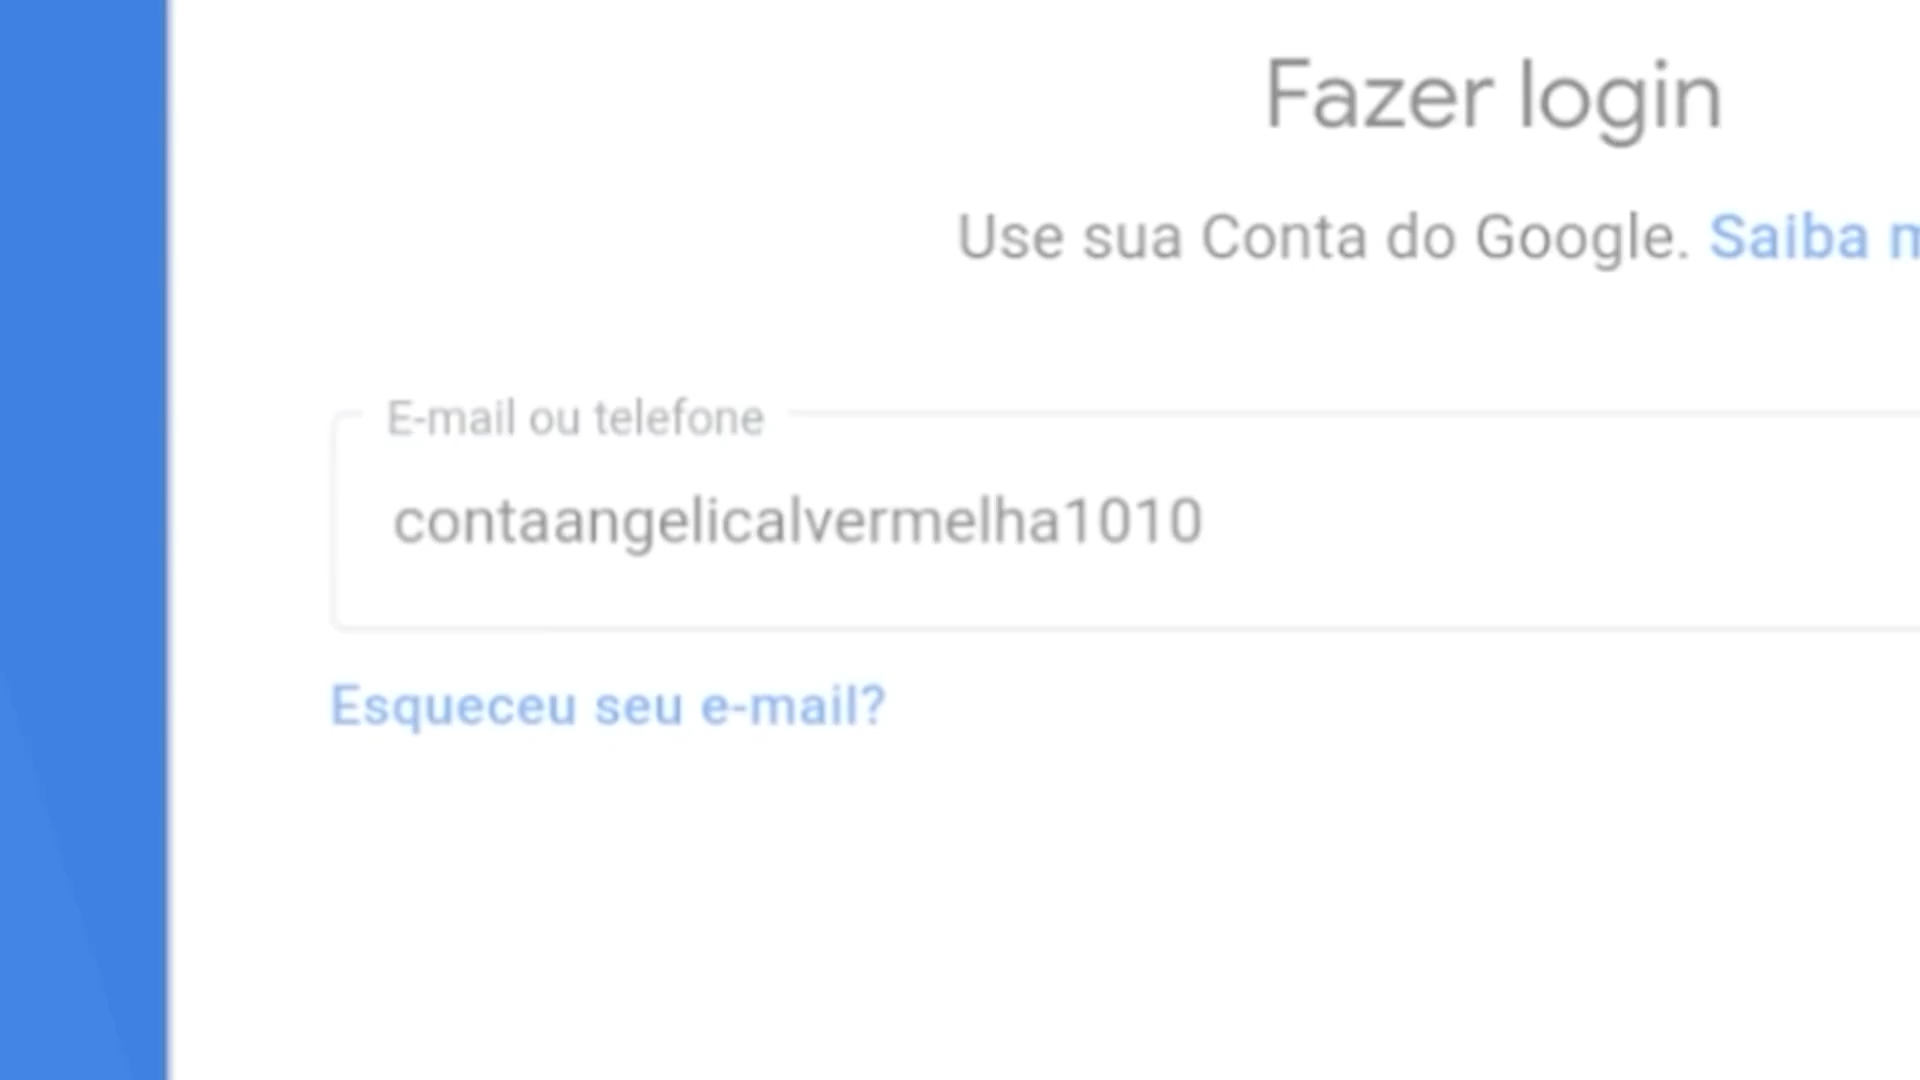 Fazer login
Use sua Conta do Google. Saiba
E-mail ou telefone
contaangelicalvermelha1010
Esqueceu seu e-mail?